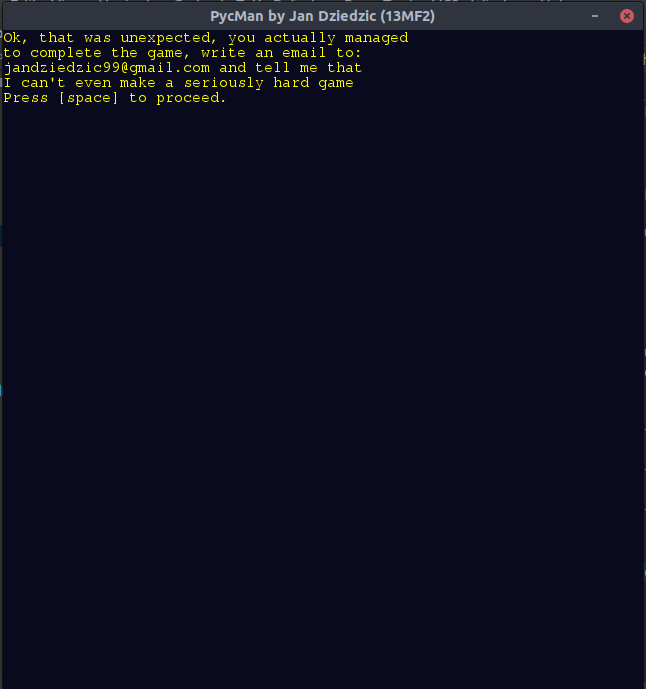 PycMan by Jan Dziedzic (13MF2)
Ok, that was unexpected, you actually managed
to complete the game, write an email to:
jandziedzic99@gmail.com and tell me that
I can't even make a seriously hard game
Press [space] to proceed.